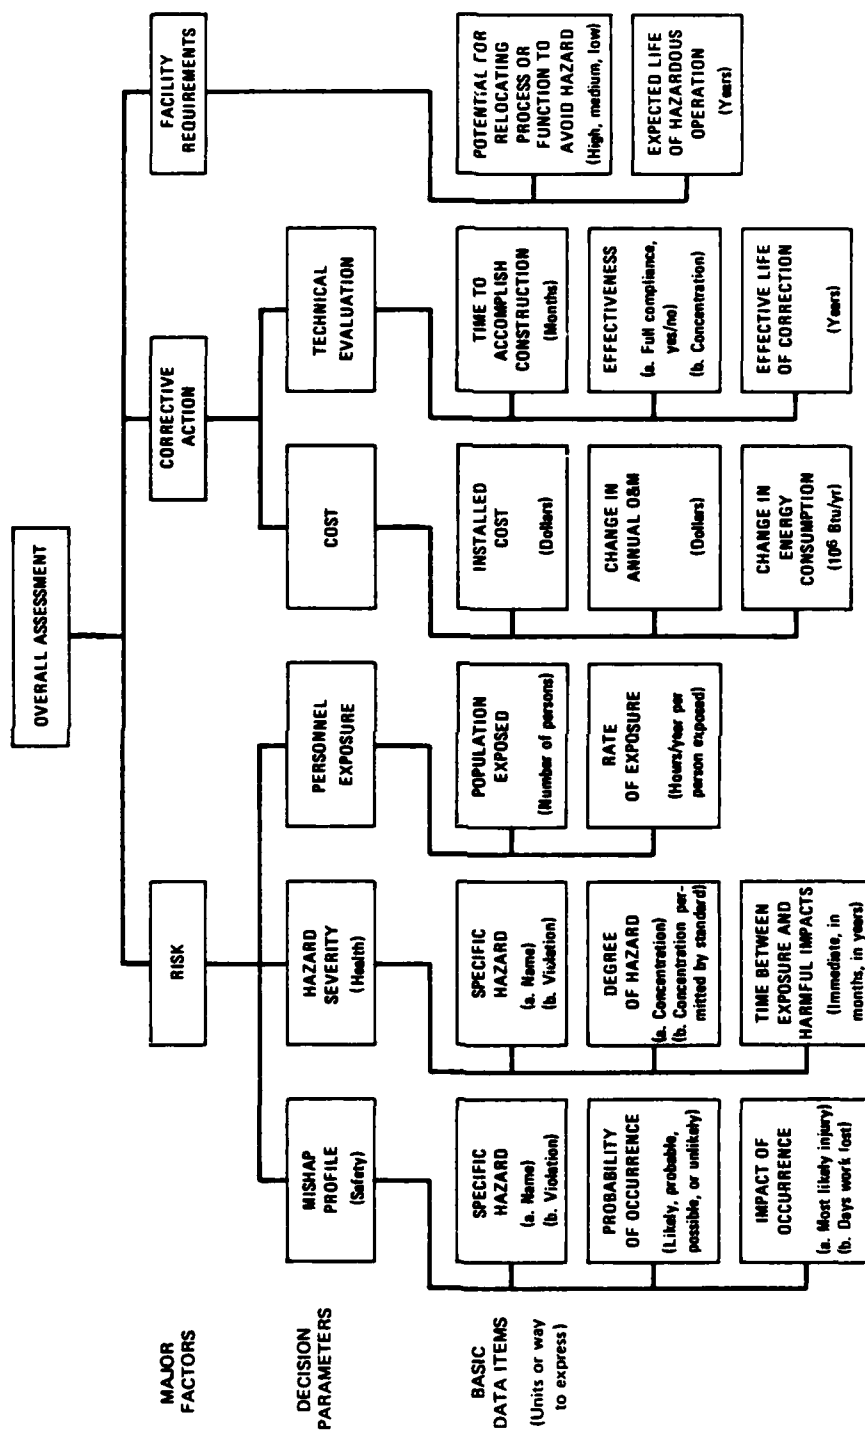 OVERALL ASSESSMENT
MAJOR
FACTORS
RISK
CORRECTIVE
ACTION
FACILITY
REQUIREMENTS
DECISION
PARAMETERS
MISHAP
PROFILE
(Safety)
HAZARD
SEVERITY
(Health)
PERSONNEL
EXPOSURE
COST
TECHNICAL
EVALUATION
BASIC
DATA ITEMS
(Units or way
to express)
SPECIFIC
HAZARD
(a. Name)
(b. Violation)
SPECIFIC
HAZARD
(a. Name)
(b. Violation)
POPULATION
EXPOSED
(Number of persons)
INSTALLED
COST
(Dollars)
TIME TO
ACCOMPLISH
CONSTRUCTION
(Months)
POTENTIAL FOR
RELOCATING
PROCESS OR
FUNCTION TO
AVOID HAZARD
(High, medium, low)
PROBABILITY
OF OCCURRENCE
(Likely, probable,
possible, or unlikely)
DEGREE
OF HAZARD
(a. Concentration)
(b. Concentration per-
mitted by standard)
RATE
OF EXPOSURE
(Hours/year per
person exposed)
CHANGE IN
ANNUAL O&M
(Dollars)
EFFECTIVENESS
(a. Full compliance,
yes/no)
(b. Concentration)
EXPECTED LIFE
OF HAZARDOUS
OPERATION
(Years)
IMPACT OF
OCCURRENCE
(a. Most likely injury)
(b. Days work lost)
TIME BETWEEN
EXPOSURE AND
HARMFUL IMPACTS
(Immediate, in
months, in years)
CHANGE IN
ENERGY
CONSUMPTION
(10⁶ Btu/yr)
EFFECTIVE LIFE
OF CORRECTION
(Years)